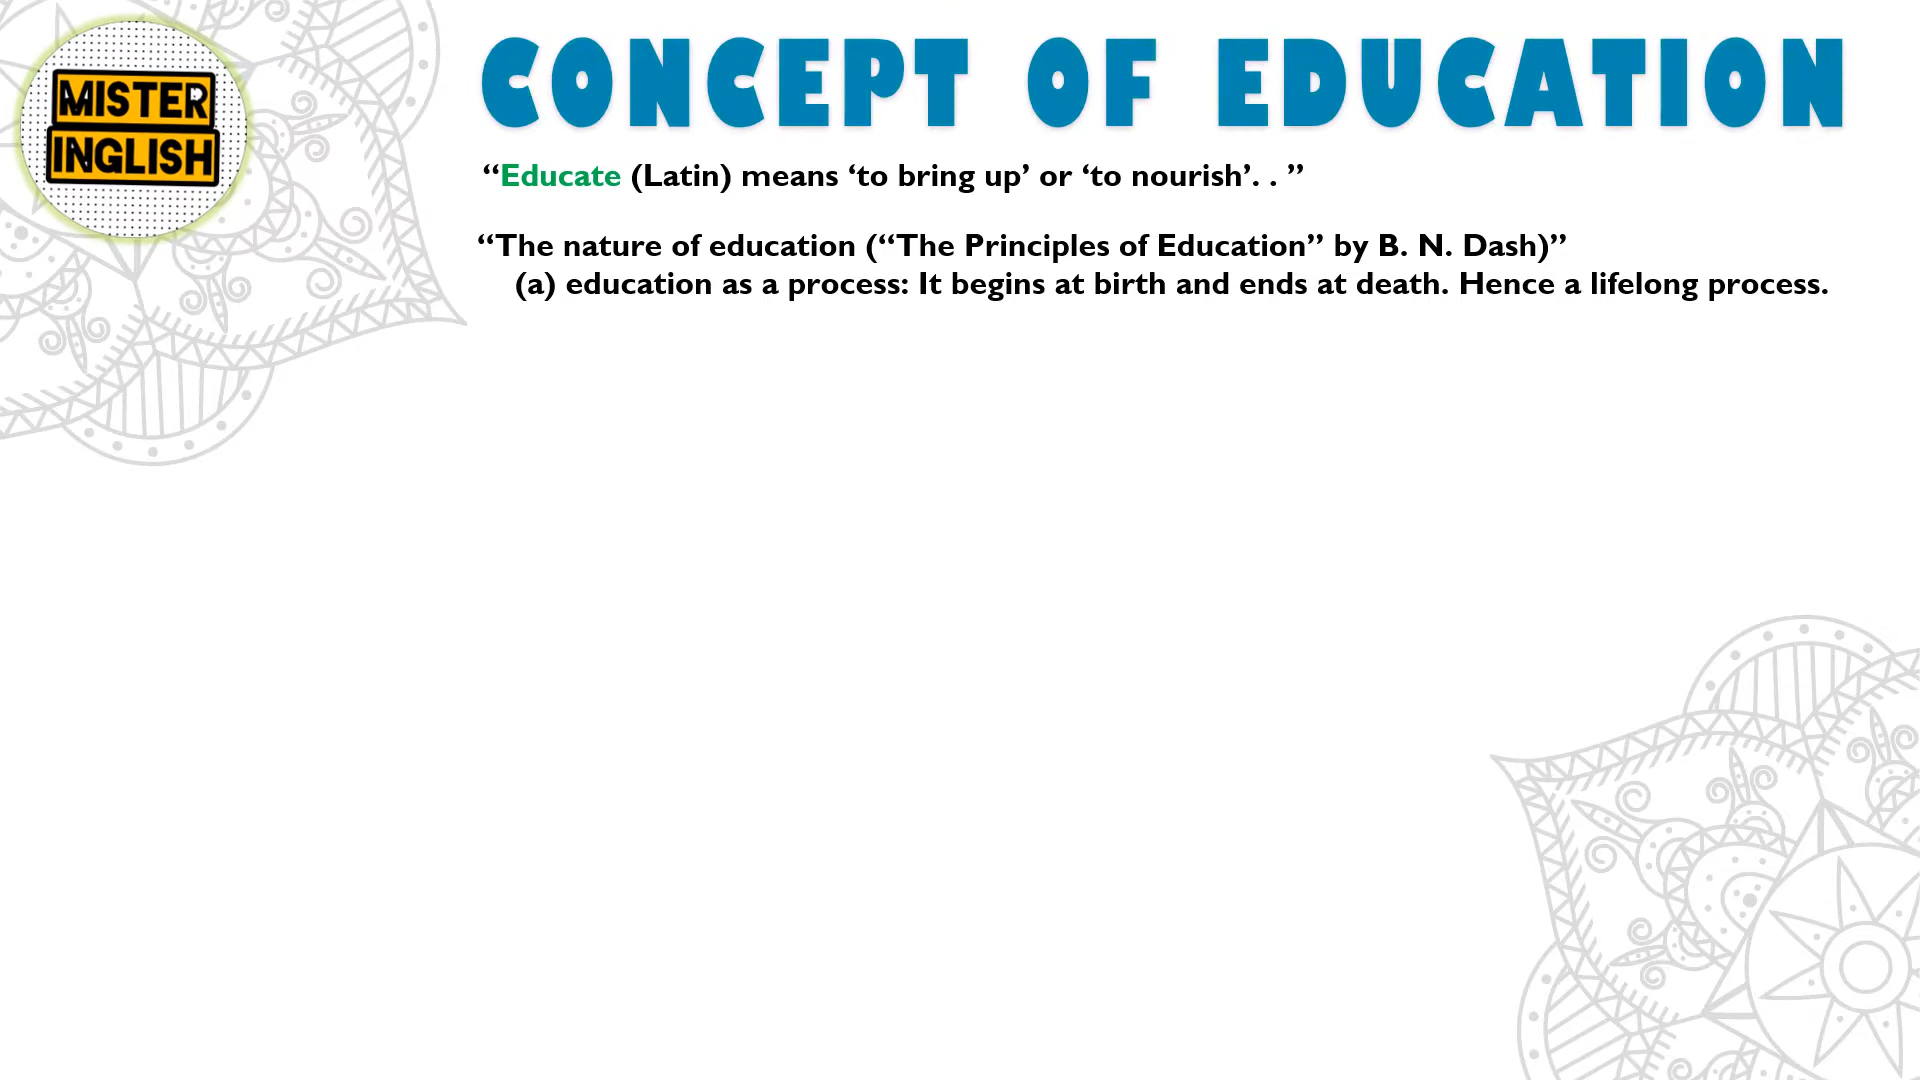 MISTER
INGLISH
CONCEPT OF EDUCATION
“Educate (Latin) means ‘to bring up’ or ‘to nourish’. . ”
“The nature of education (“The Principles of Education” by B. N. Dash)”
(a) education as a process: It begins at birth and ends at death. Hence a lifelong process.